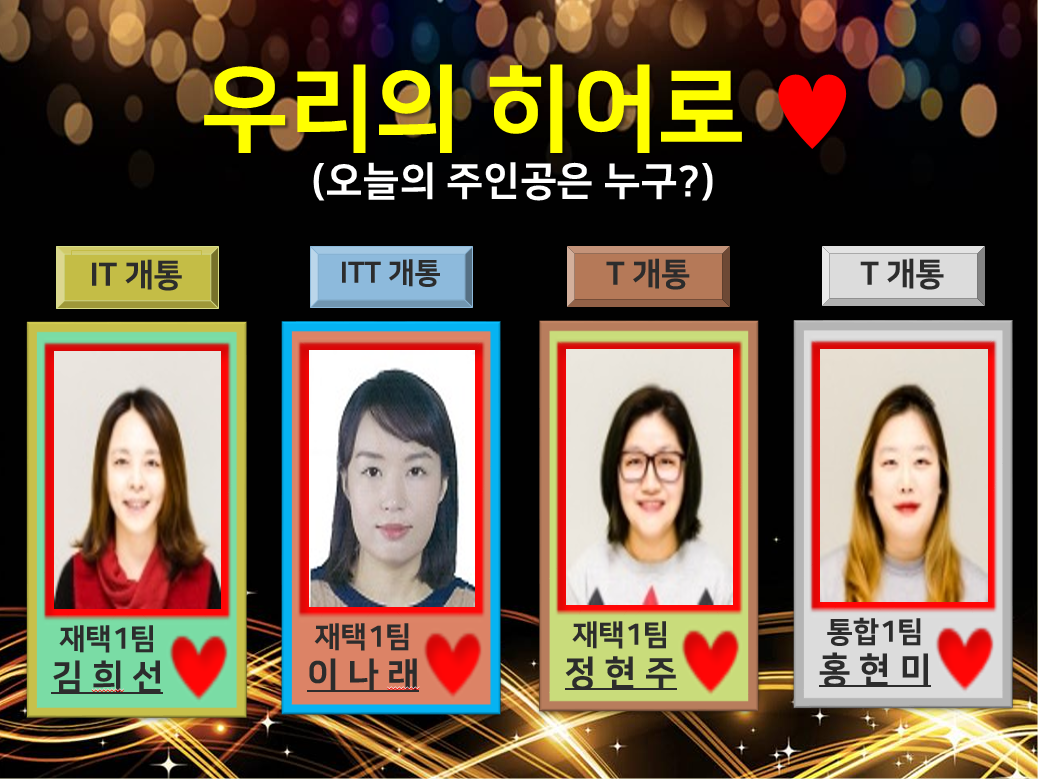 우리의 히어로
(오늘의 주인공은 누구?)
IT 개통
ITT 개통
T 개통
T 개통
재택1팀
김 희 선
재택1팀
이 나 래
재택1팀
정 현 주
통합1팀
홍 현 미